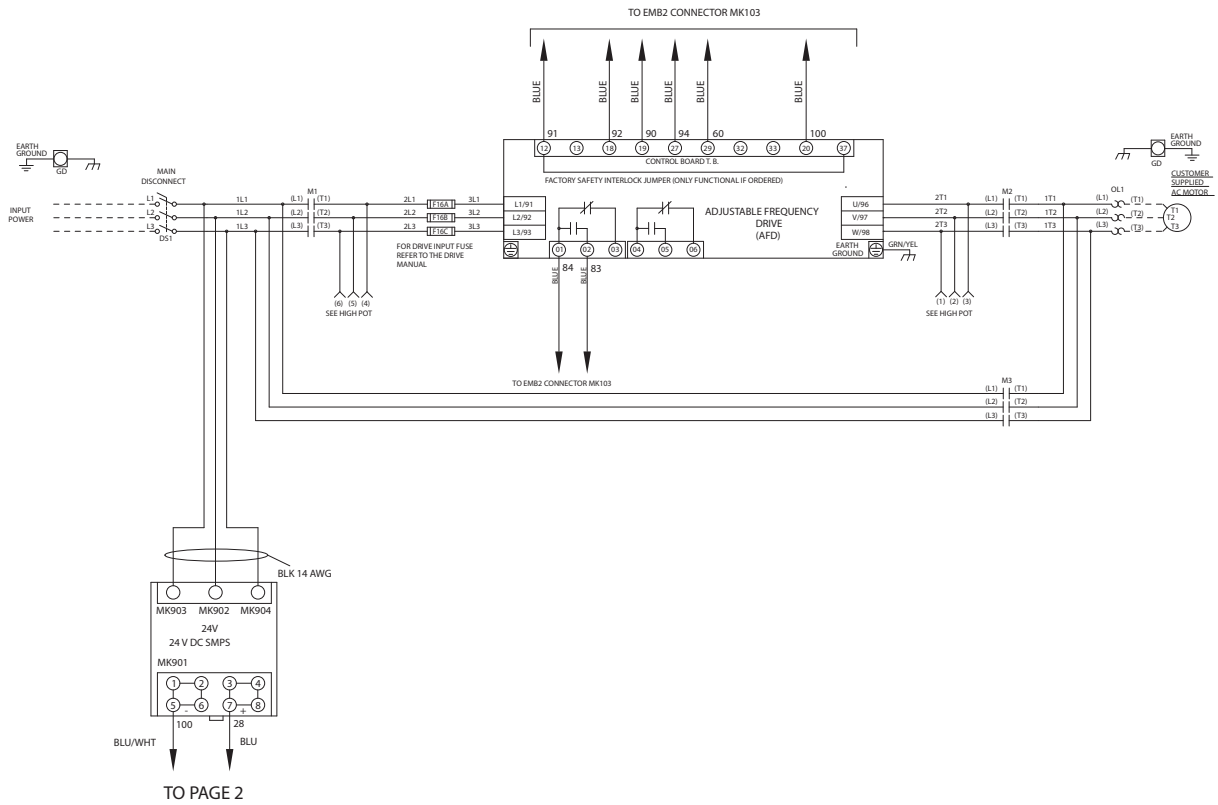 TO EMB2 CONNECTOR MK103
BLUE BLUE BLUE BLUE BLUE BLUE
91 92 90 94 60 100
12 13 18 19 27 29 32 33 20 37
CONTROL BOARD T. B.
FACTORY SAFETY INTERLOCK JUMPER (ONLY FUNCTIONAL IF ORDERED)
EARTH
GROUND
GD
MAIN
DISCONNECT
INPUT
POWER
L1 1L1 (L1) M1 (T1) 2L1 F16A 3L1 L1/91
L2 1L2 (L2) (T2) 2L2 F16B 3L2 L2/92
L3 1L3 (L3) (T3) 2L3 F16C 3L3 L3/93
DS1
FOR DRIVE INPUT FUSE
REFER TO THE DRIVE
MANUAL
(6) (5) (4)
SEE HIGH POT
ADJUSTABLE FREQUENCY
DRIVE
(AFD)
01 02 03 04 05 06
BLUE 84 BLUE 83
TO EMB2 CONNECTOR MK103
EARTH
GROUND
GD
CUSTOMER
SUPPLIED
AC MOTOR
U/96 2T1 (L1) M2 (T1) 1T1 (L1) OL1 (T1) T1
V/97 2T2 (L2) (T2) 1T2 (L2) (T2) T2
W/98 2T3 (L3) (T3) 1T3 (L3) (T3) T3
EARTH
GROUND
GRN/YEL
(1) (2) (3)
SEE HIGH POT
M3
(L1) (T1)
(L2) (T2)
(L3) (T3)
BLK 14 AWG
MK903 MK902 MK904
24V
24 V DC SMPS
MK901
1 2 3 4
5 6 7 8
- +
100 28
BLU/WHT BLU
TO PAGE 2